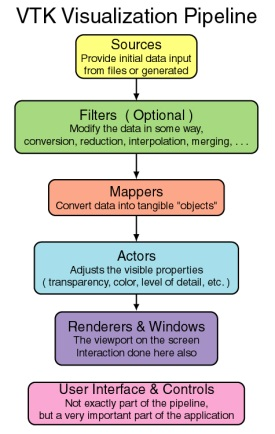 VTK Visualization Pipeline
Sources
Provide initial data input
from files or generated
Filters ( Optional )
Modify the data in some way,
conversion, reduction, interpolation, merging, . . .
Mappers
Convert data into tangible "objects"
Actors
Adjusts the visible properties
( transparency, color, level of detail, etc. )
Renderers & Windows
The viewport on the screen
Interaction done here also
User Interface & Controls
Not exactly part of the pipeline,
but a very important part of the application